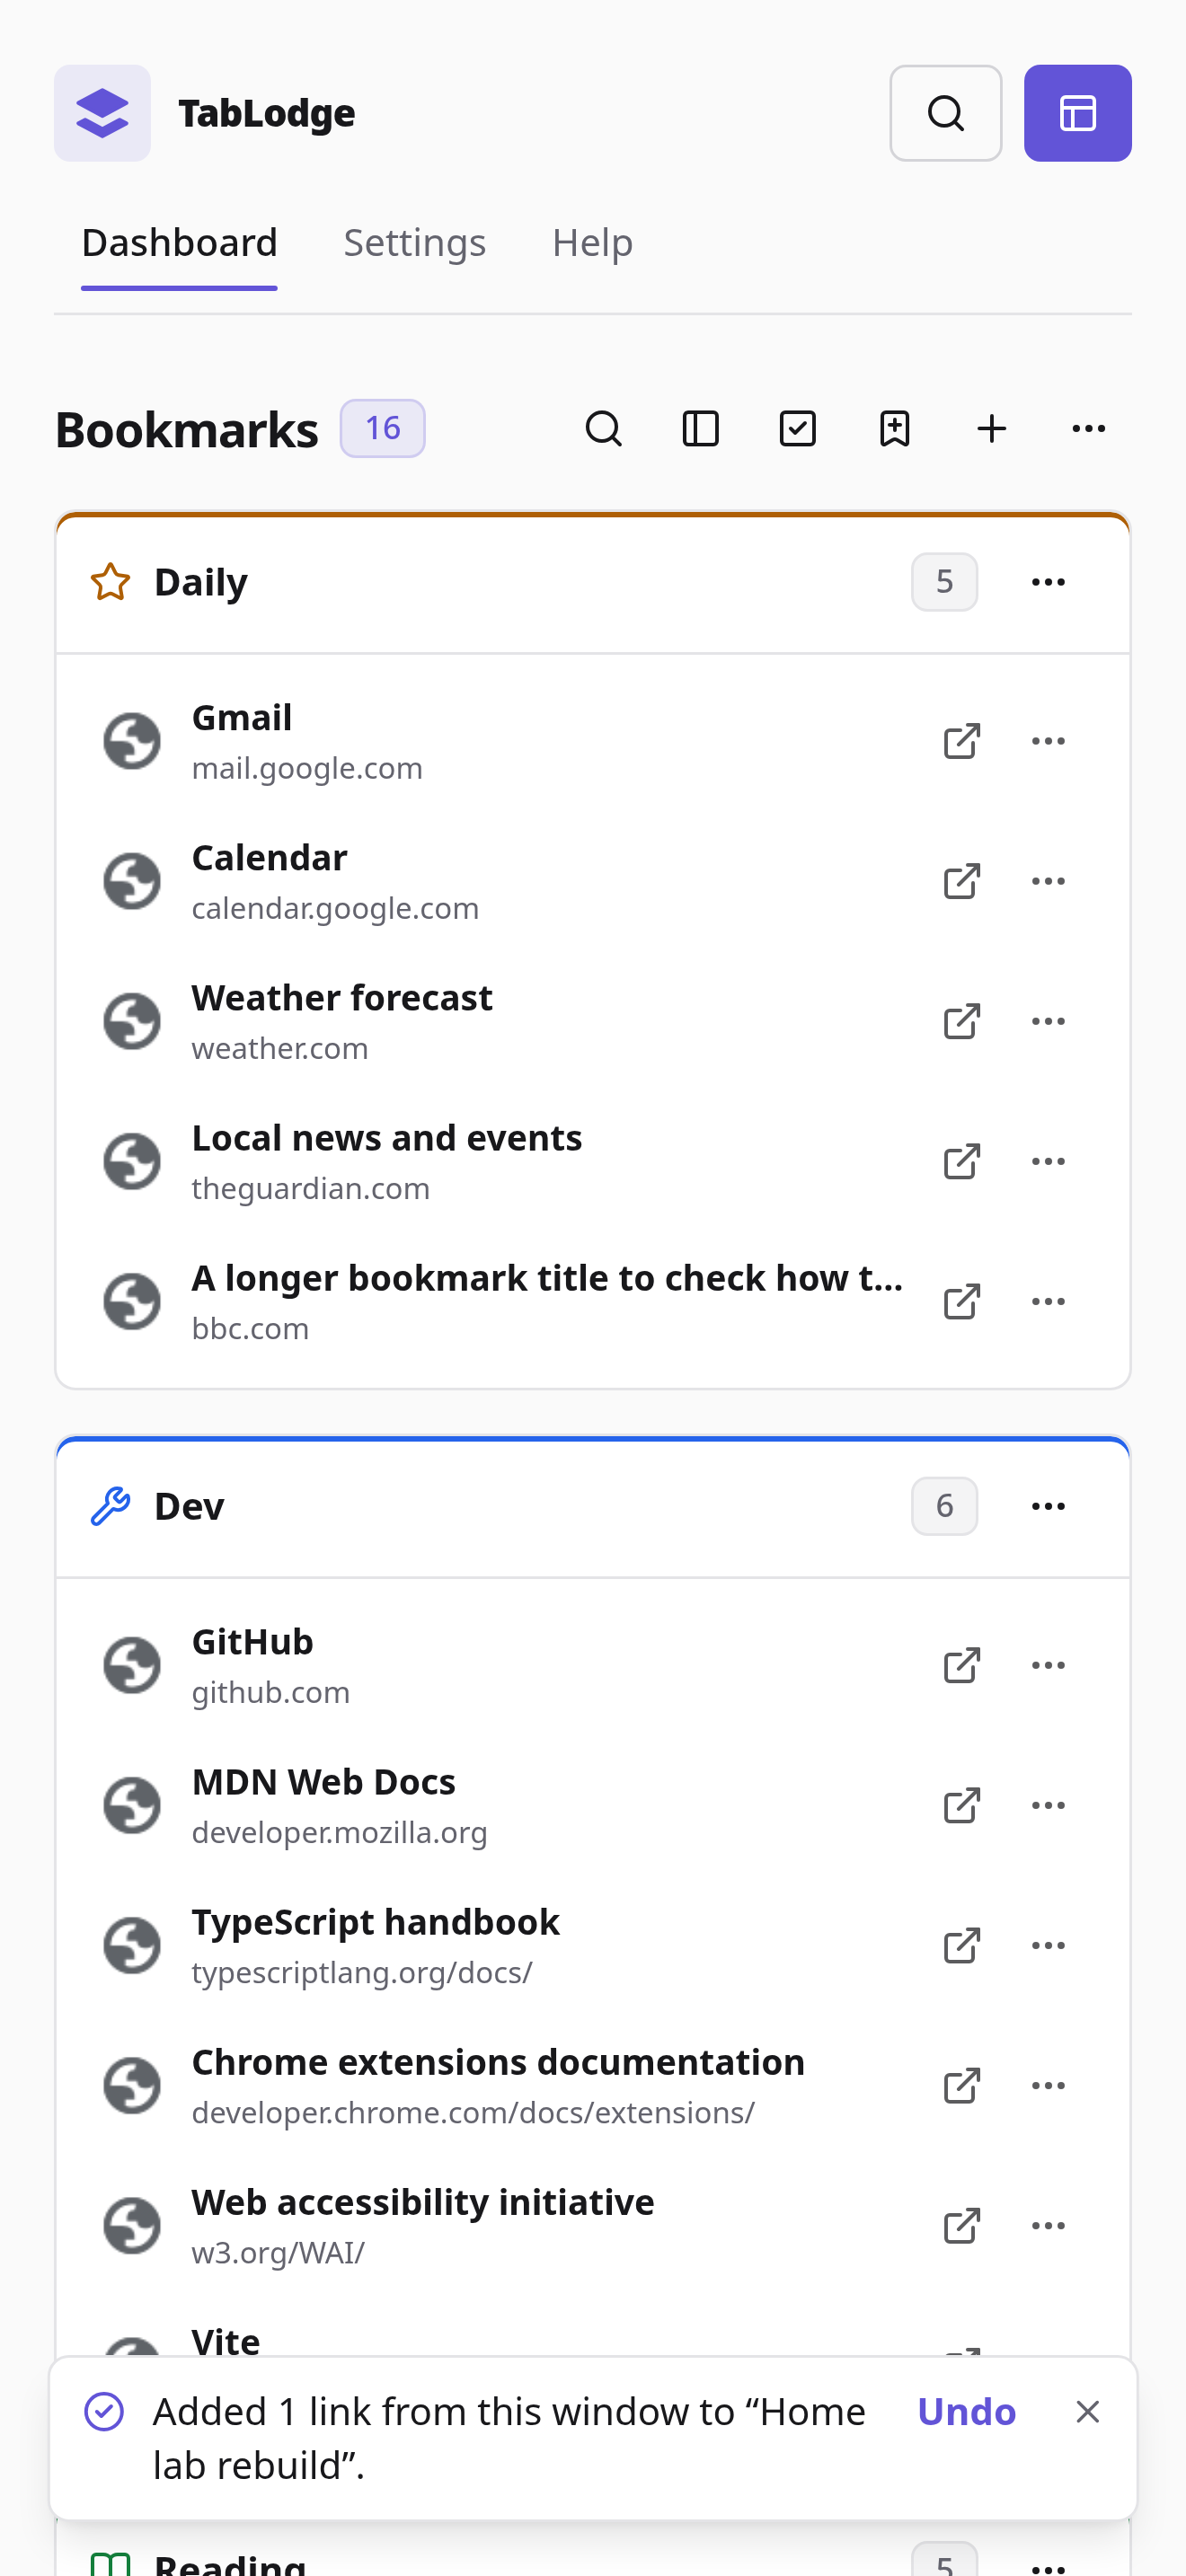 TabLodge
Dashboard Settings Help
Bookmarks 16
Daily 5
Gmail
mail.google.com
Calendar
calendar.google.com
Weather forecast
weather.com
Local news and events
theguardian.com
A longer bookmark title to check how t...
bbc.com
Dev 6
GitHub
github.com
MDN Web Docs
developer.mozilla.org
TypeScript handbook
typescriptlang.org/docs/
Chrome extensions documentation
developer.chrome.com/docs/extensions/
Web accessibility initiative
w3.org/WAI/
Vite
Added 1 link from this window to “Home Undo
lab rebuild”.
Reading 5